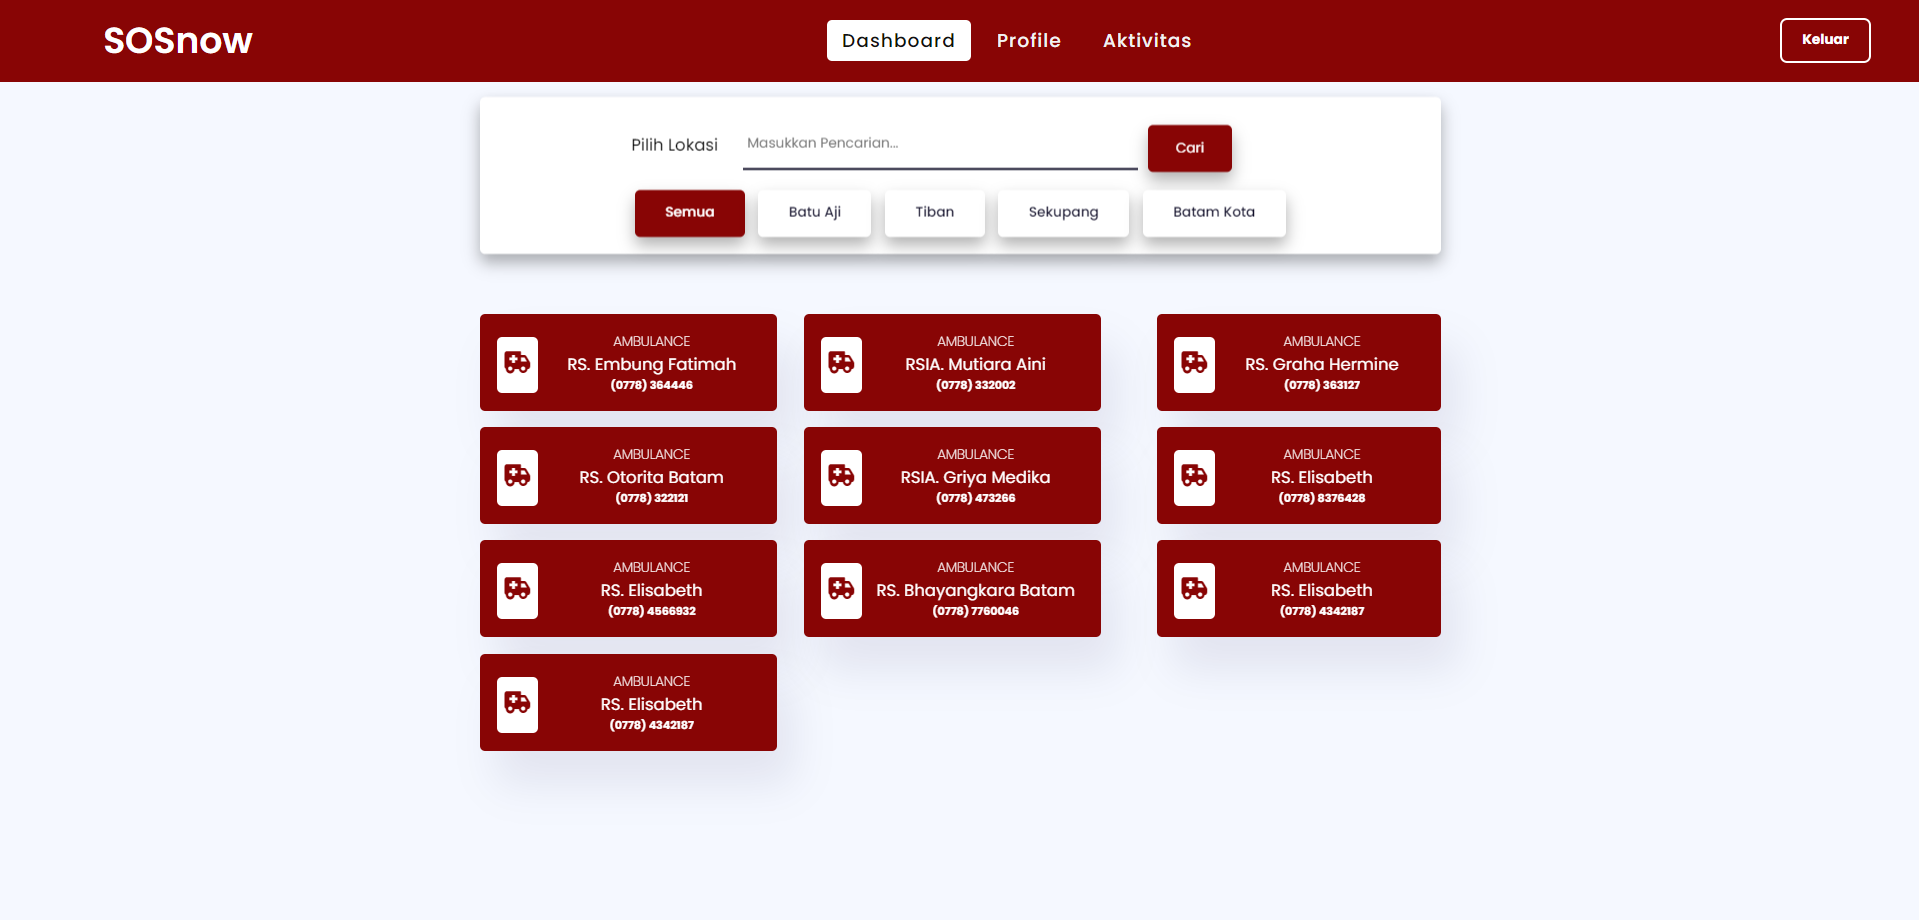 SOSnow
Dashboard
Profile
Aktivitas
Keluar
Pilih Lokasi
Masukkan Pencarian...
Cari
Semua
Batu Aji
Tiban
Sekupang
Batam Kota
AMBULANCE
RS. Embung Fatimah
(0778) 364446
AMBULANCE
RSIA. Mutiara Aini
(0778) 332002
AMBULANCE
RS. Graha Hermine
(0778) 363127
AMBULANCE
RS. Otorita Batam
(0778) 322121
AMBULANCE
RSIA. Griya Medika
(0778) 473266
AMBULANCE
RS. Elisabeth
(0778) 8376428
AMBULANCE
RS. Elisabeth
(0778) 4566932
AMBULANCE
RS. Bhayangkara Batam
(0778) 7760046
AMBULANCE
RS. Elisabeth
(0778) 4342187
AMBULANCE
RS. Elisabeth
(0778) 4342187